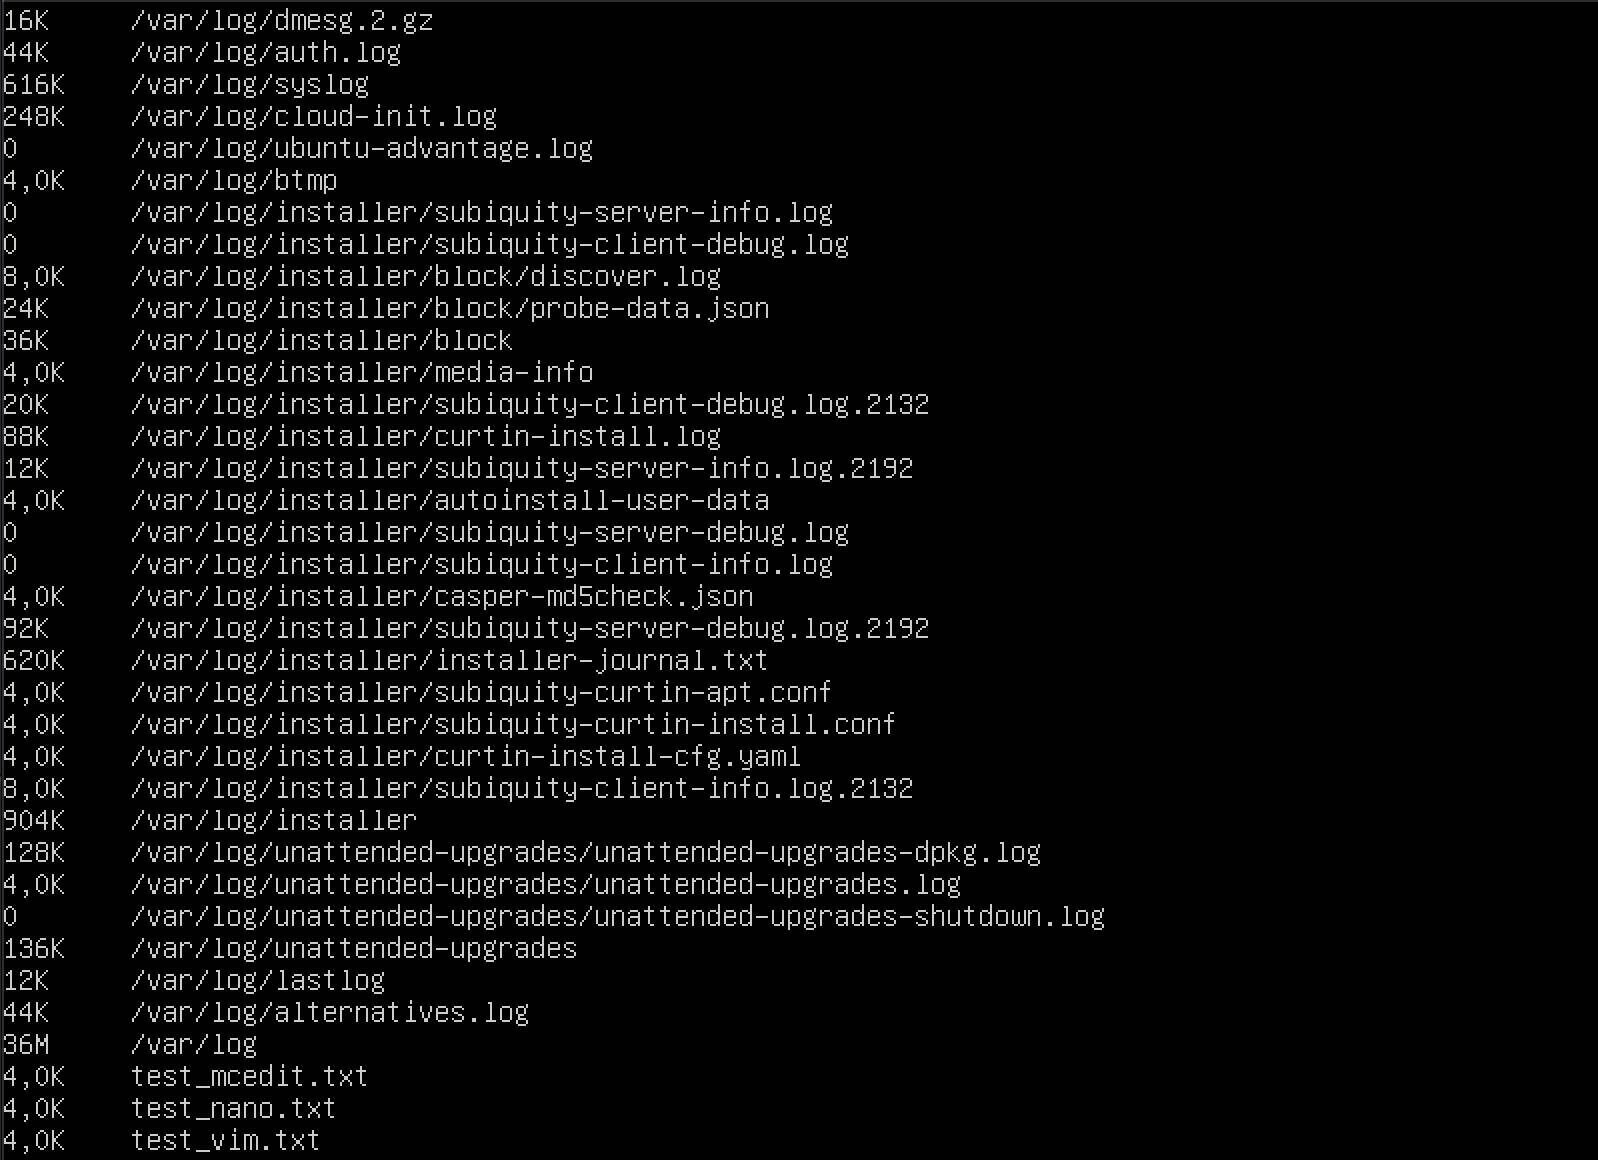 16K	/var/log/dmesg.2.gz
44K	/var/log/auth.log
616K	/var/log/syslog
248K	/var/log/cloud-init.log
0	/var/log/ubuntu-advantage.log
4,0K	/var/log/btmp
0	/var/log/installer/subiquity-server-info.log
0	/var/log/installer/subiquity-client-debug.log
8,0K	/var/log/installer/block/discover.log
24K	/var/log/installer/block/probe-data.json
36K	/var/log/installer/block
4,0K	/var/log/installer/media-info
20K	/var/log/installer/subiquity-client-debug.log.2132
88K	/var/log/installer/curtin-install.log
12K	/var/log/installer/subiquity-server-info.log.2192
4,0K	/var/log/installer/autoinstall-user-data
0	/var/log/installer/subiquity-server-debug.log
0	/var/log/installer/subiquity-client-info.log
4,0K	/var/log/installer/casper-md5check.json
92K	/var/log/installer/subiquity-server-debug.log.2192
620K	/var/log/installer/installer-journal.txt
4,0K	/var/log/installer/subiquity-curtin-apt.conf
4,0K	/var/log/installer/subiquity-curtin-install.conf
4,0K	/var/log/installer/curtin-install-cfg.yaml
8,0K	/var/log/installer/subiquity-client-info.log.2132
904K	/var/log/installer
128K	/var/log/unattended-upgrades/unattended-upgrades-dpkg.log
4,0K	/var/log/unattended-upgrades/unattended-upgrades.log
0	/var/log/unattended-upgrades/unattended-upgrades-shutdown.log
136K	/var/log/unattended-upgrades
12K	/var/log/lastlog
44K	/var/log/alternatives.log
36M	/var/log
4,0K	test_mcedit.txt
4,0K	test_nano.txt
4,0K	test_vim.txt